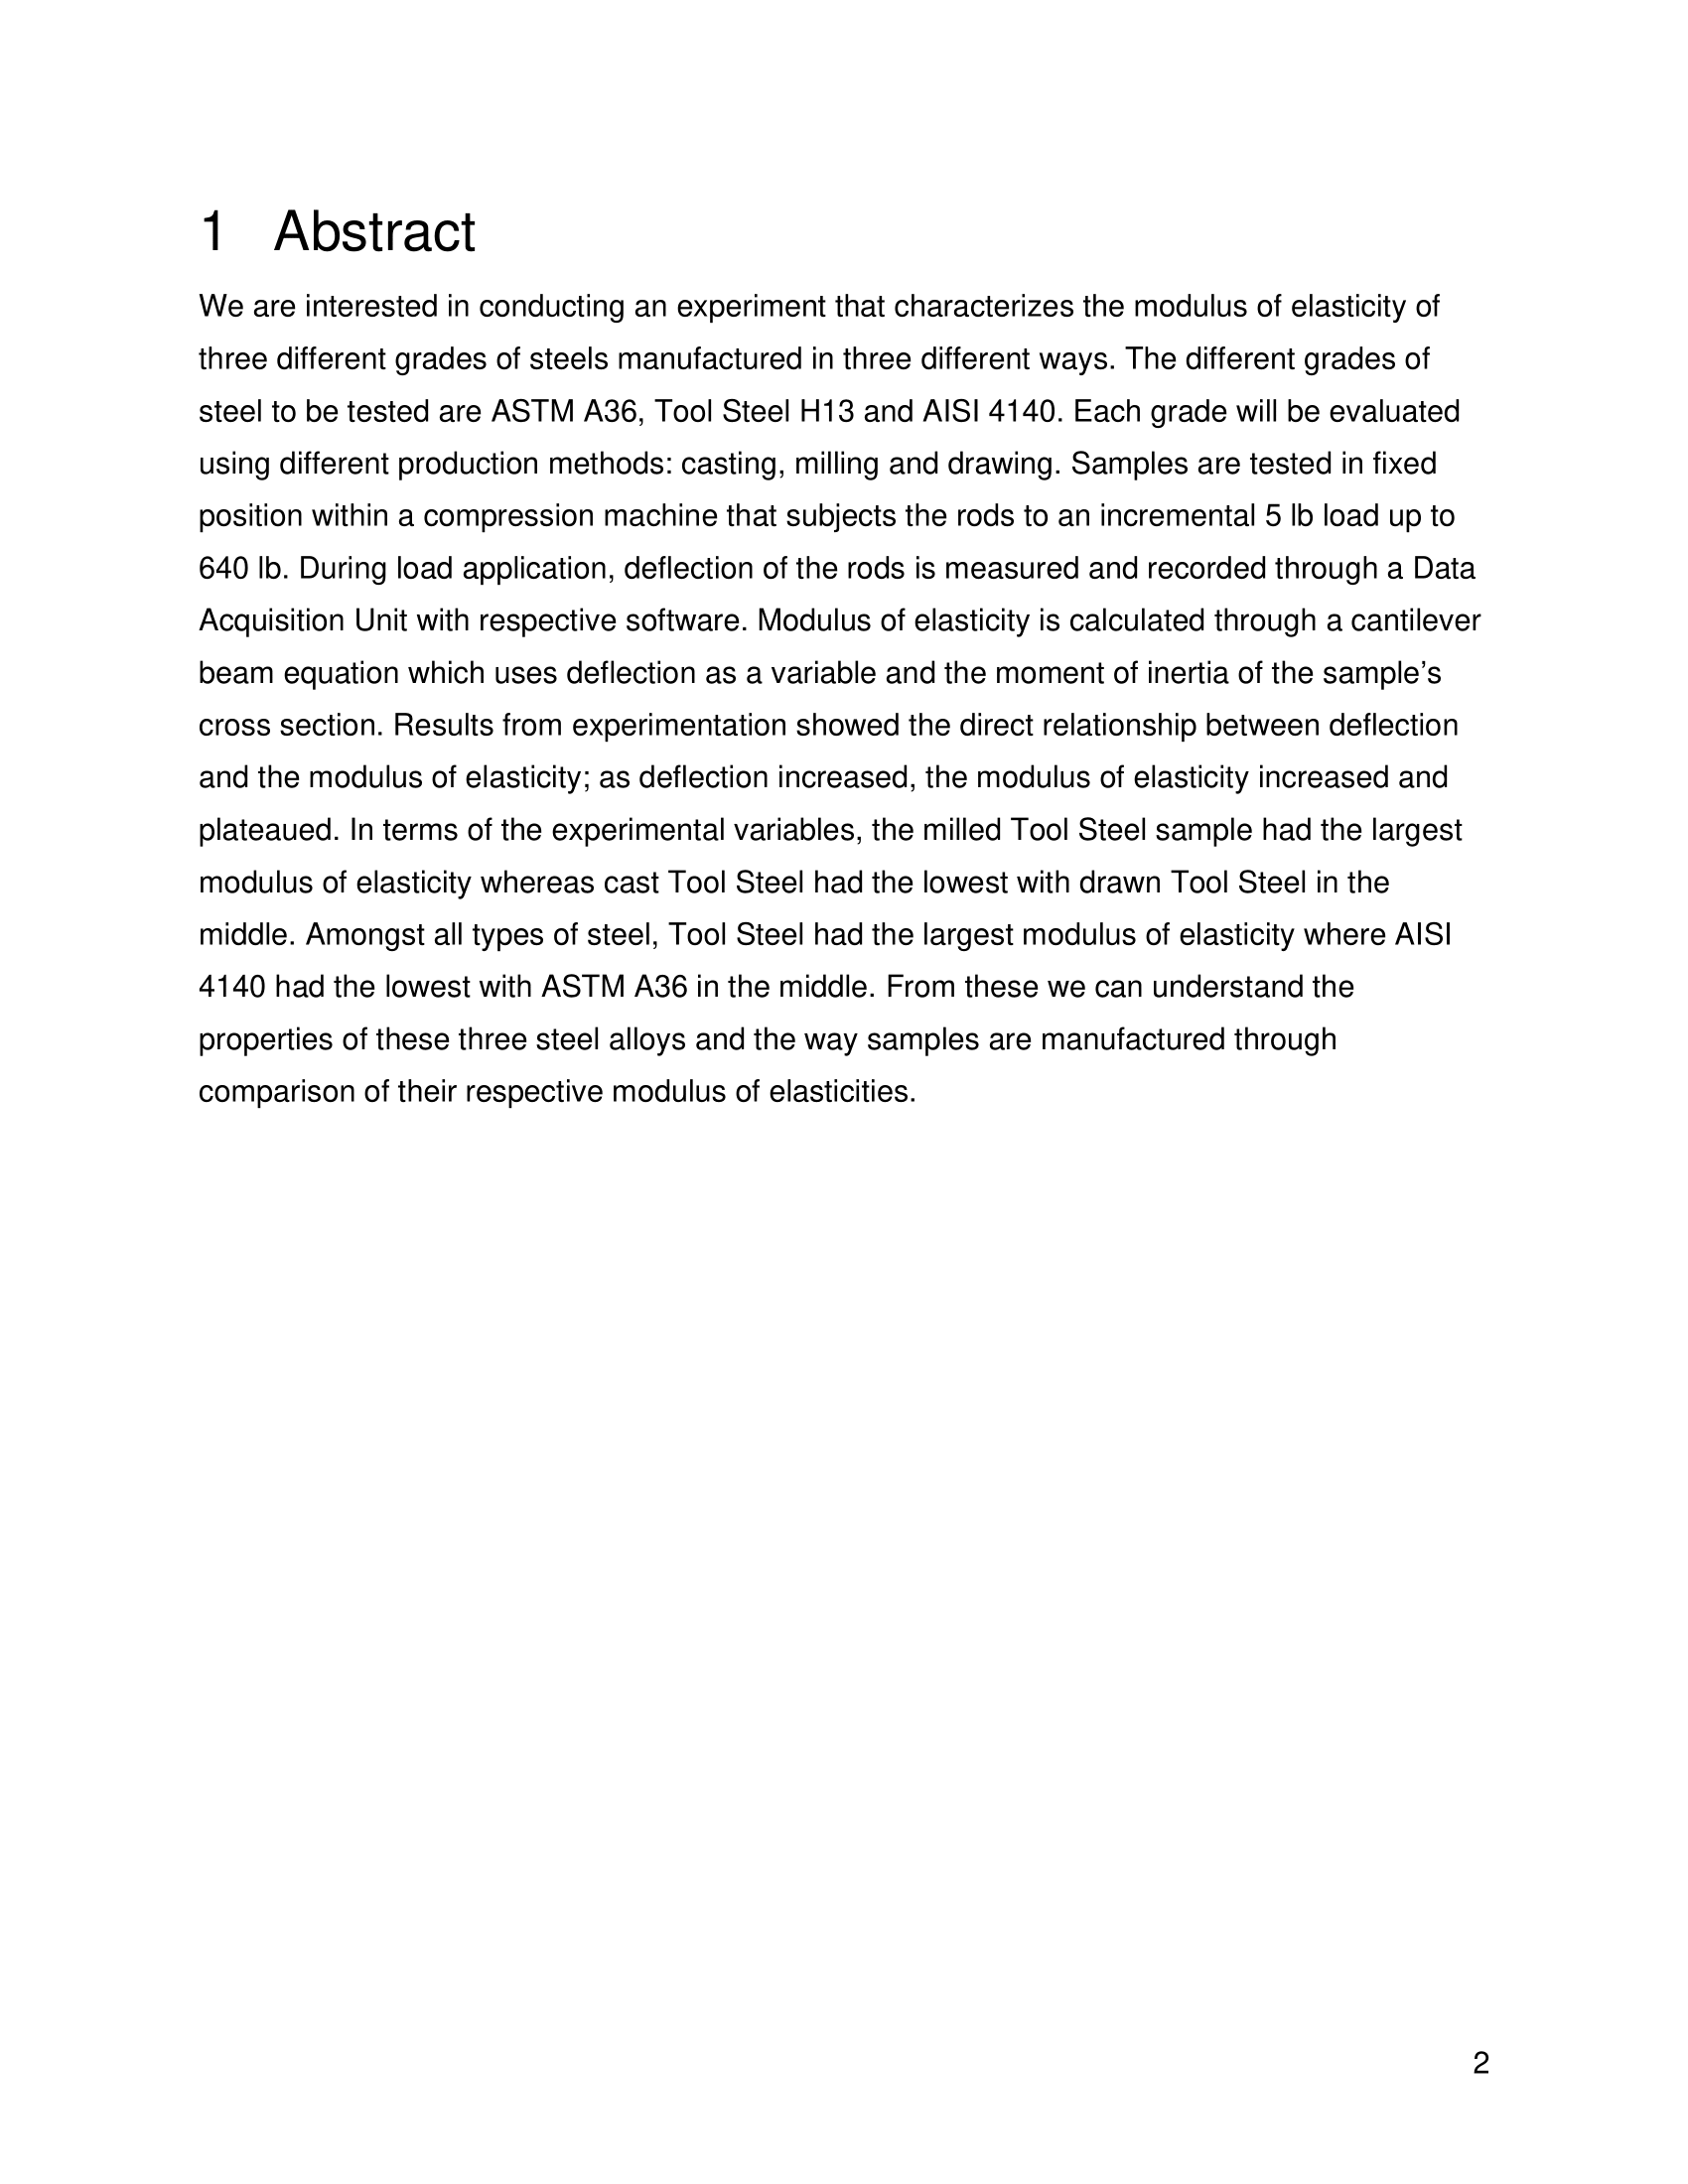 1 Abstract
We are interested in conducting an experiment that characterizes the modulus of elasticity of
three different grades of steels manufactured in three different ways. The different grades of
steel to be tested are ASTM A36, Tool Steel H13 and AISI 4140. Each grade will be evaluated
using different production methods: casting, milling and drawing. Samples are tested in fixed
position within a compression machine that subjects the rods to an incremental 5 lb load up to
640 lb. During load application, deflection of the rods is measured and recorded through a Data
Acquisition Unit with respective software. Modulus of elasticity is calculated through a cantilever
beam equation which uses deflection as a variable and the moment of inertia of the sample’s
cross section. Results from experimentation showed the direct relationship between deflection
and the modulus of elasticity; as deflection increased, the modulus of elasticity increased and
plateaued. In terms of the experimental variables, the milled Tool Steel sample had the largest
modulus of elasticity whereas cast Tool Steel had the lowest with drawn Tool Steel in the
middle. Amongst all types of steel, Tool Steel had the largest modulus of elasticity where AISI
4140 had the lowest with ASTM A36 in the middle. From these we can understand the
properties of these three steel alloys and the way samples are manufactured through
comparison of their respective modulus of elasticities.
2